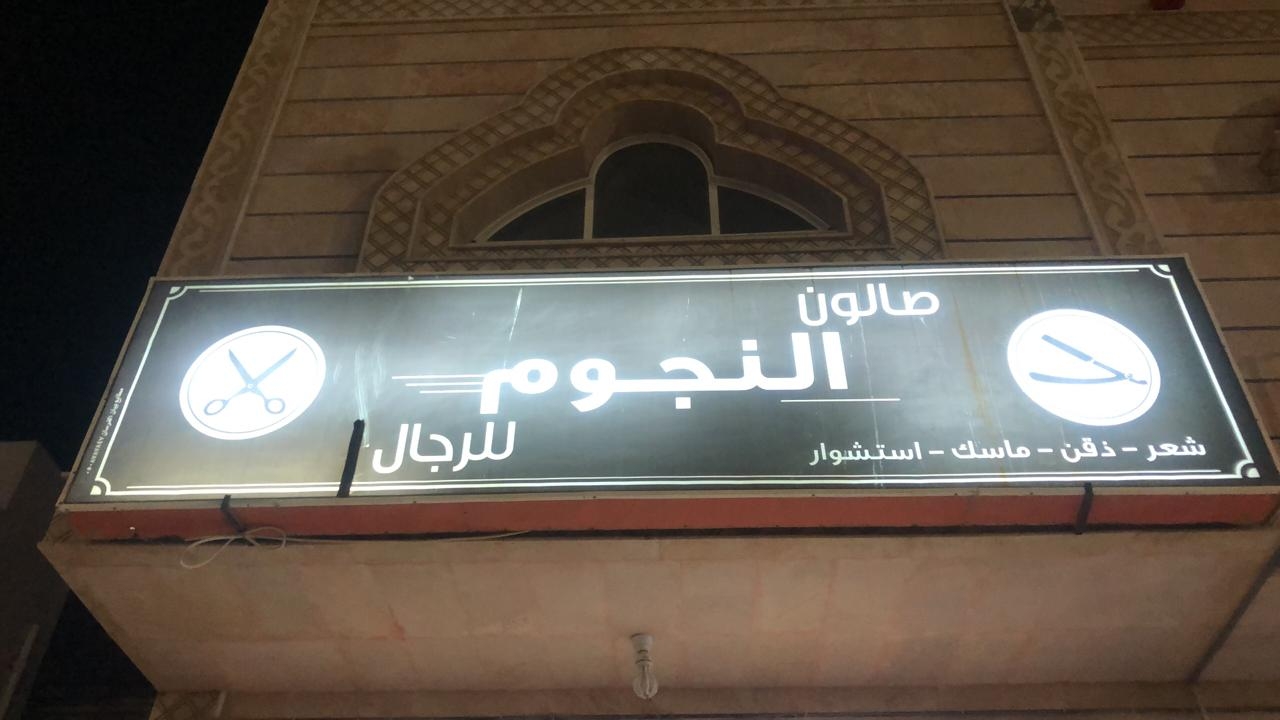 صالون
النجوم
للرجال
شعر - ذقن - ماسك - استشوار